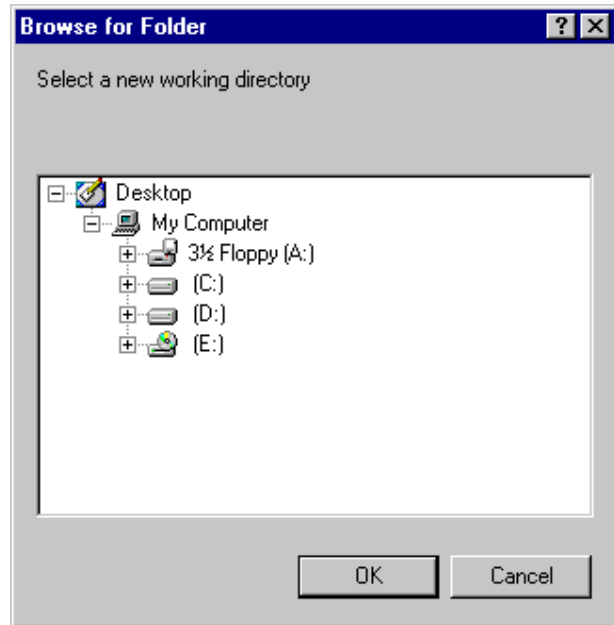 Browse for Folder
Select a new working directory
Desktop
My Computer
3½ Floppy (A:)
(C:)
(D:)
(E:)
OK Cancel